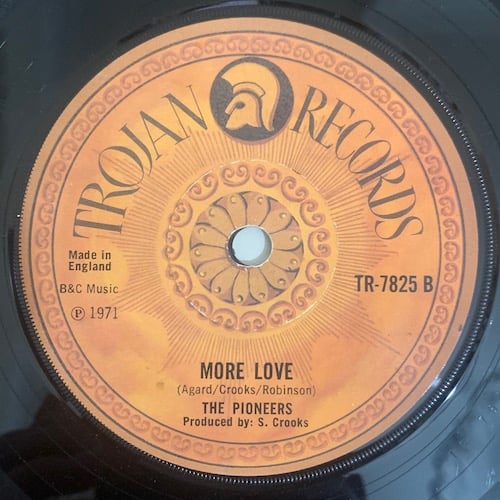 TROJAN RECORDS
Made in
England
B&C Music
Ⓟ 1971
TR-7825 B
MORE LOVE
(Agard/Crooks/Robinson)
THE PIONEERS
Produced by: S. Crooks